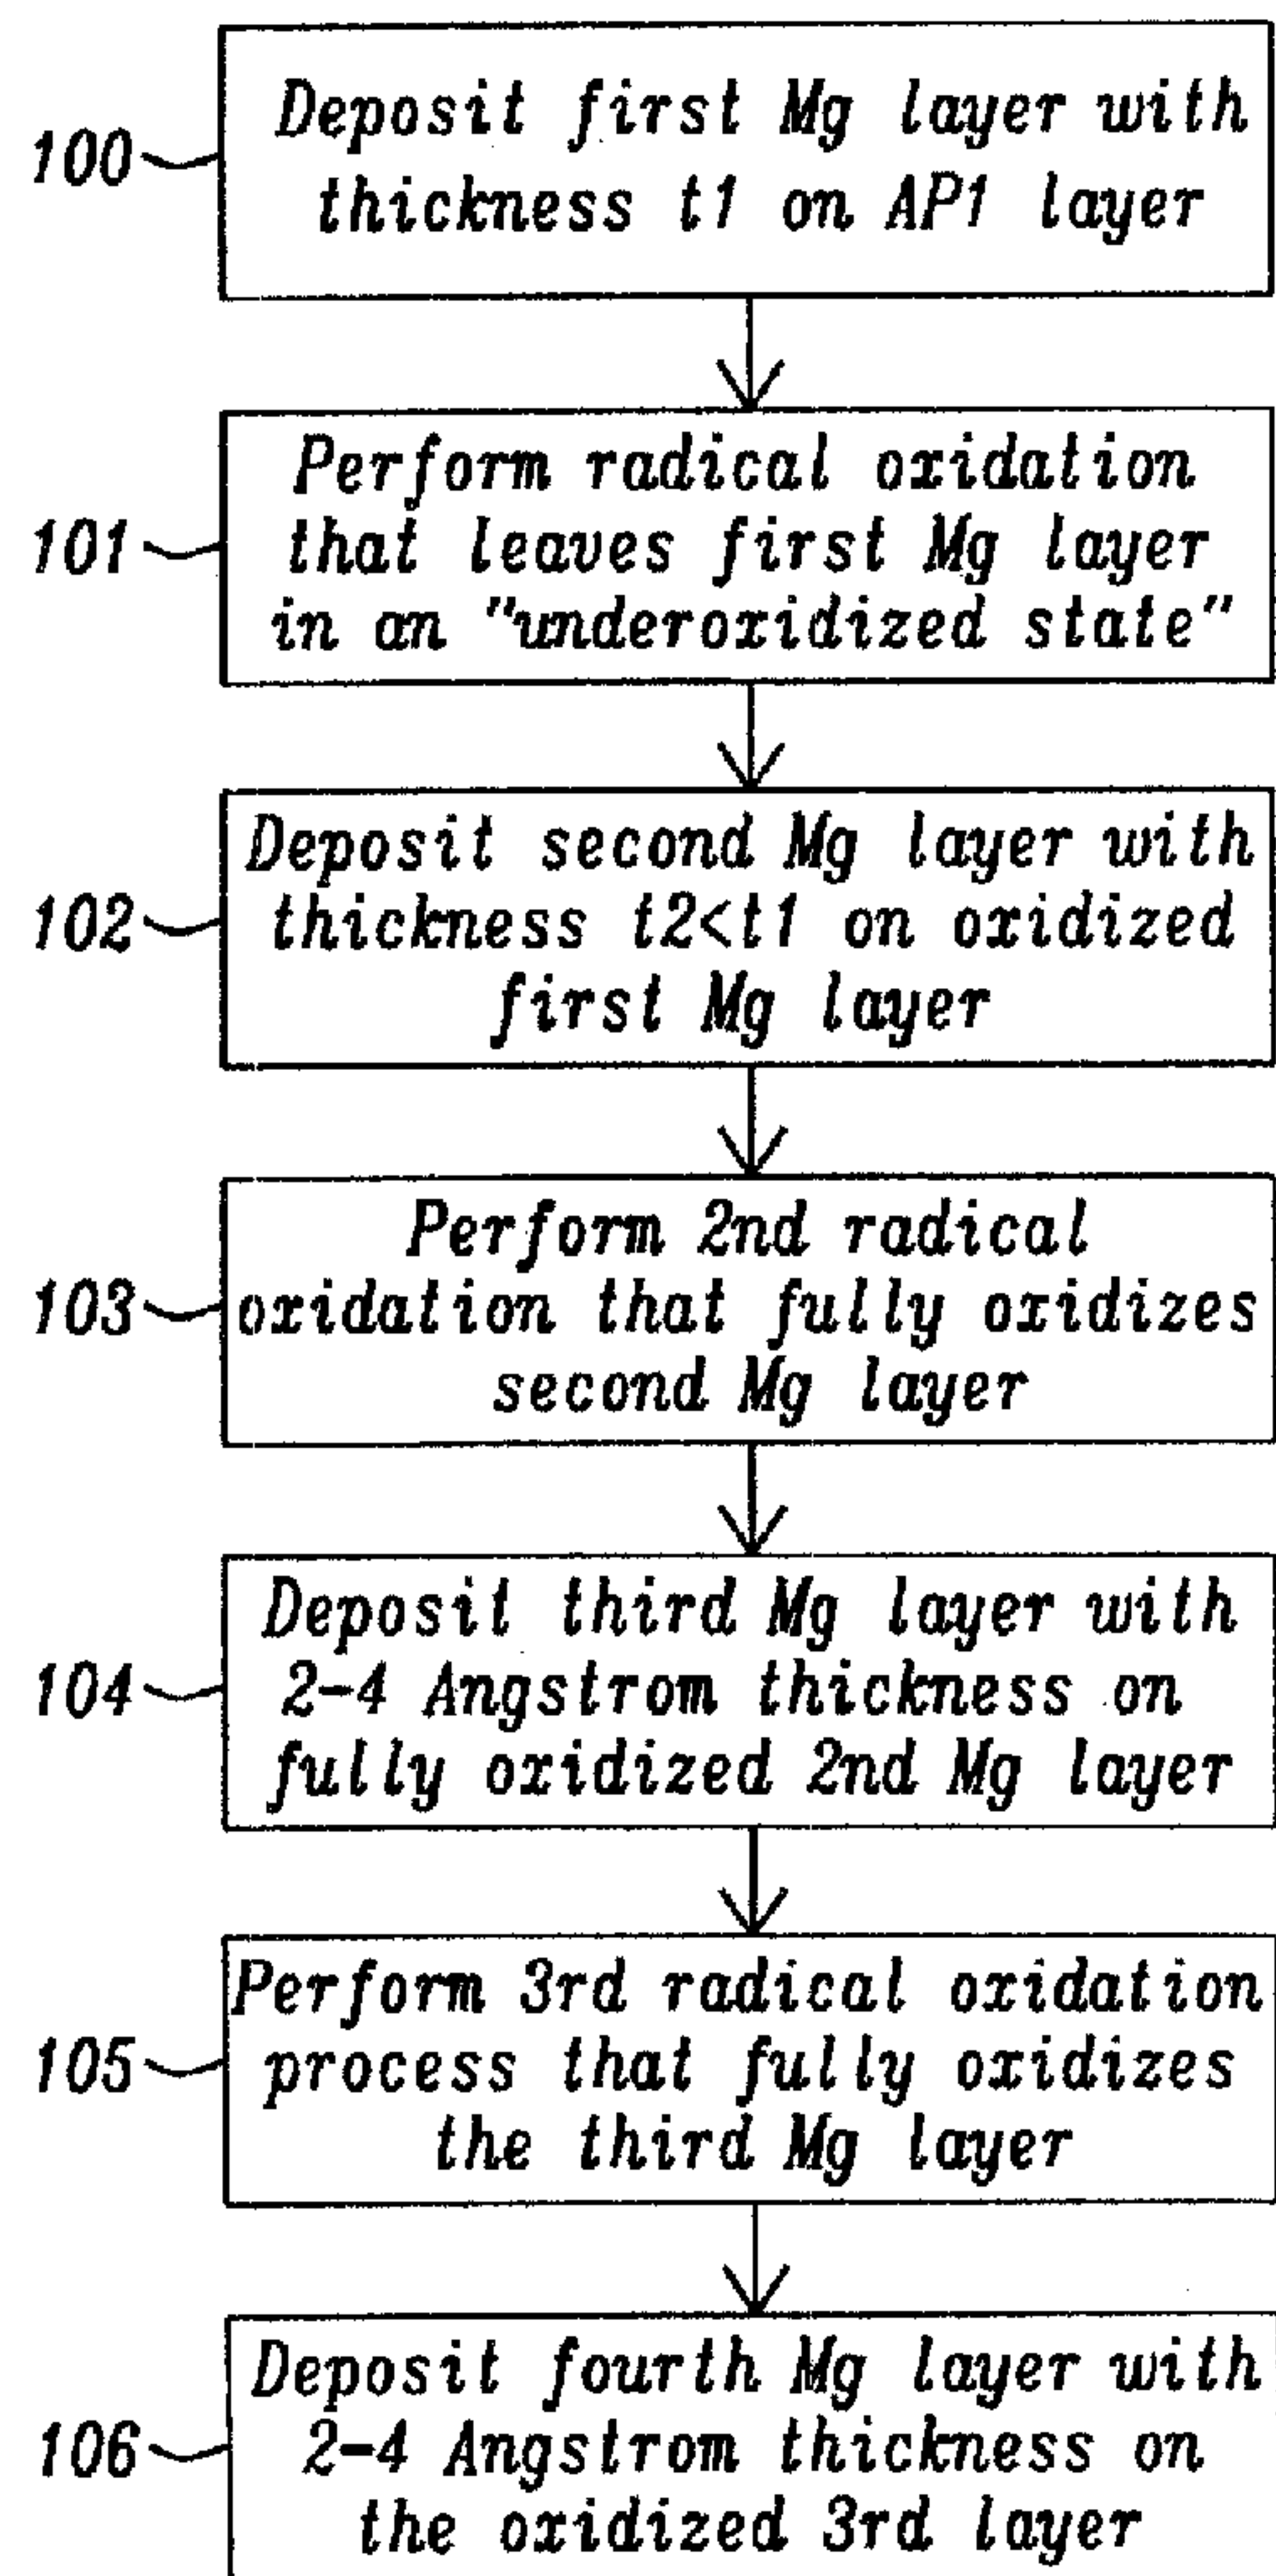 Deposit first Mg layer with
100
thickness t1 on AP1 layer
Perform radical oxidation
101
that leaves first Mg layer
in an "underoxidized state"
Deposit second Mg layer with
102
thickness t2<t1 on oxidized
first Mg layer
Perform 2nd radical
103
oxidation that fully oxidizes
second Mg layer
Deposit third Mg layer with
104
2-4 Angstrom thickness on
fully oxidized 2nd Mg layer
Perform 3rd radical oxidation
105
process that fully oxidizes
the third Mg layer
Deposit fourth Mg layer with
106
2-4 Angstrom thickness on
the oxidized 3rd layer